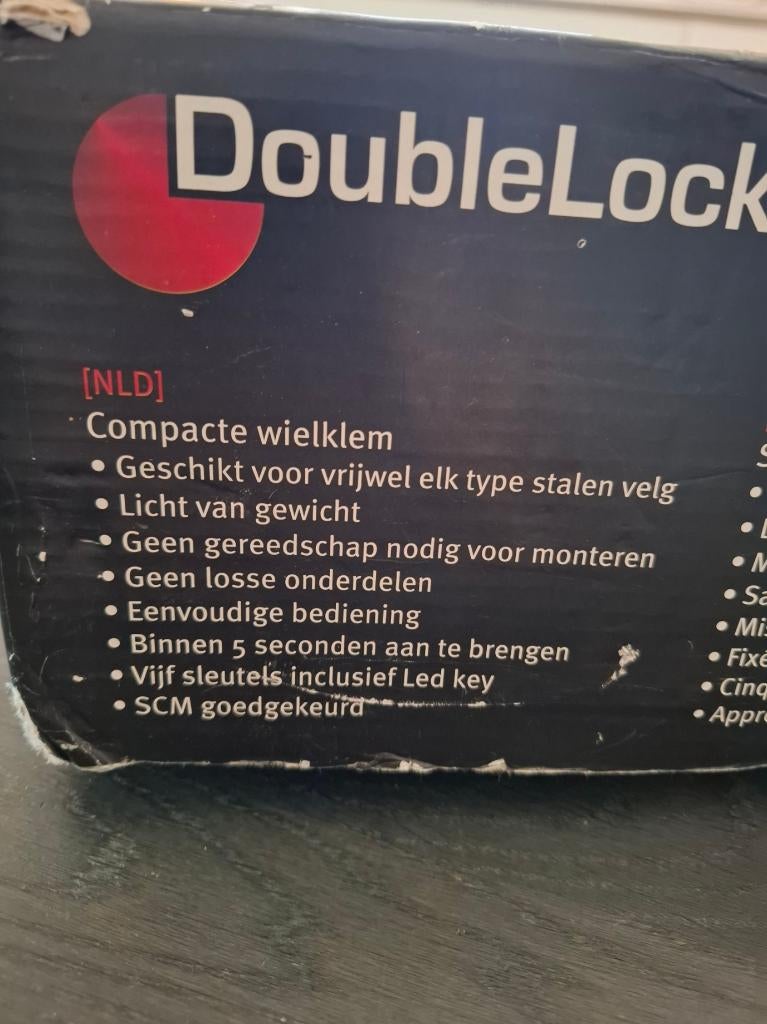 DoubleLock
[NLD]
Compacte wielklem
• Geschikt voor vrijwel elk type stalen velg
• Licht van gewicht
• Geen gereedschap nodig voor monteren
• Geen losse onderdelen
• Eenvoudige bediening
• Binnen 5 seconden aan te brengen
• Vijf sleutels inclusief Led key
• SCM goedgekeurd